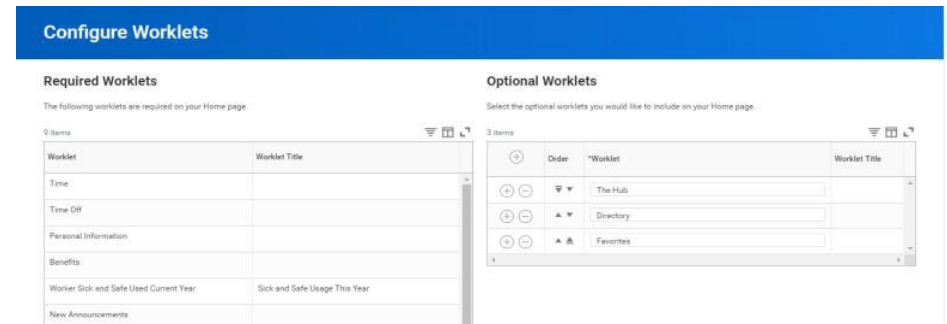 Configure Worklets
Required Worklets
The following worklets are required on your Home page.
9 items
Worklet Worklet Title
Time
Time Off
Personal Information
Benefits
Worker Sick and Safe Used Current Year Sick and Safe Usage This Year
New Announcements
Optional Worklets
Select the optional worklets you would like to include on your Home page.
3 items
Order *Worklet Worklet Title
The Hub
Directory
Favorites